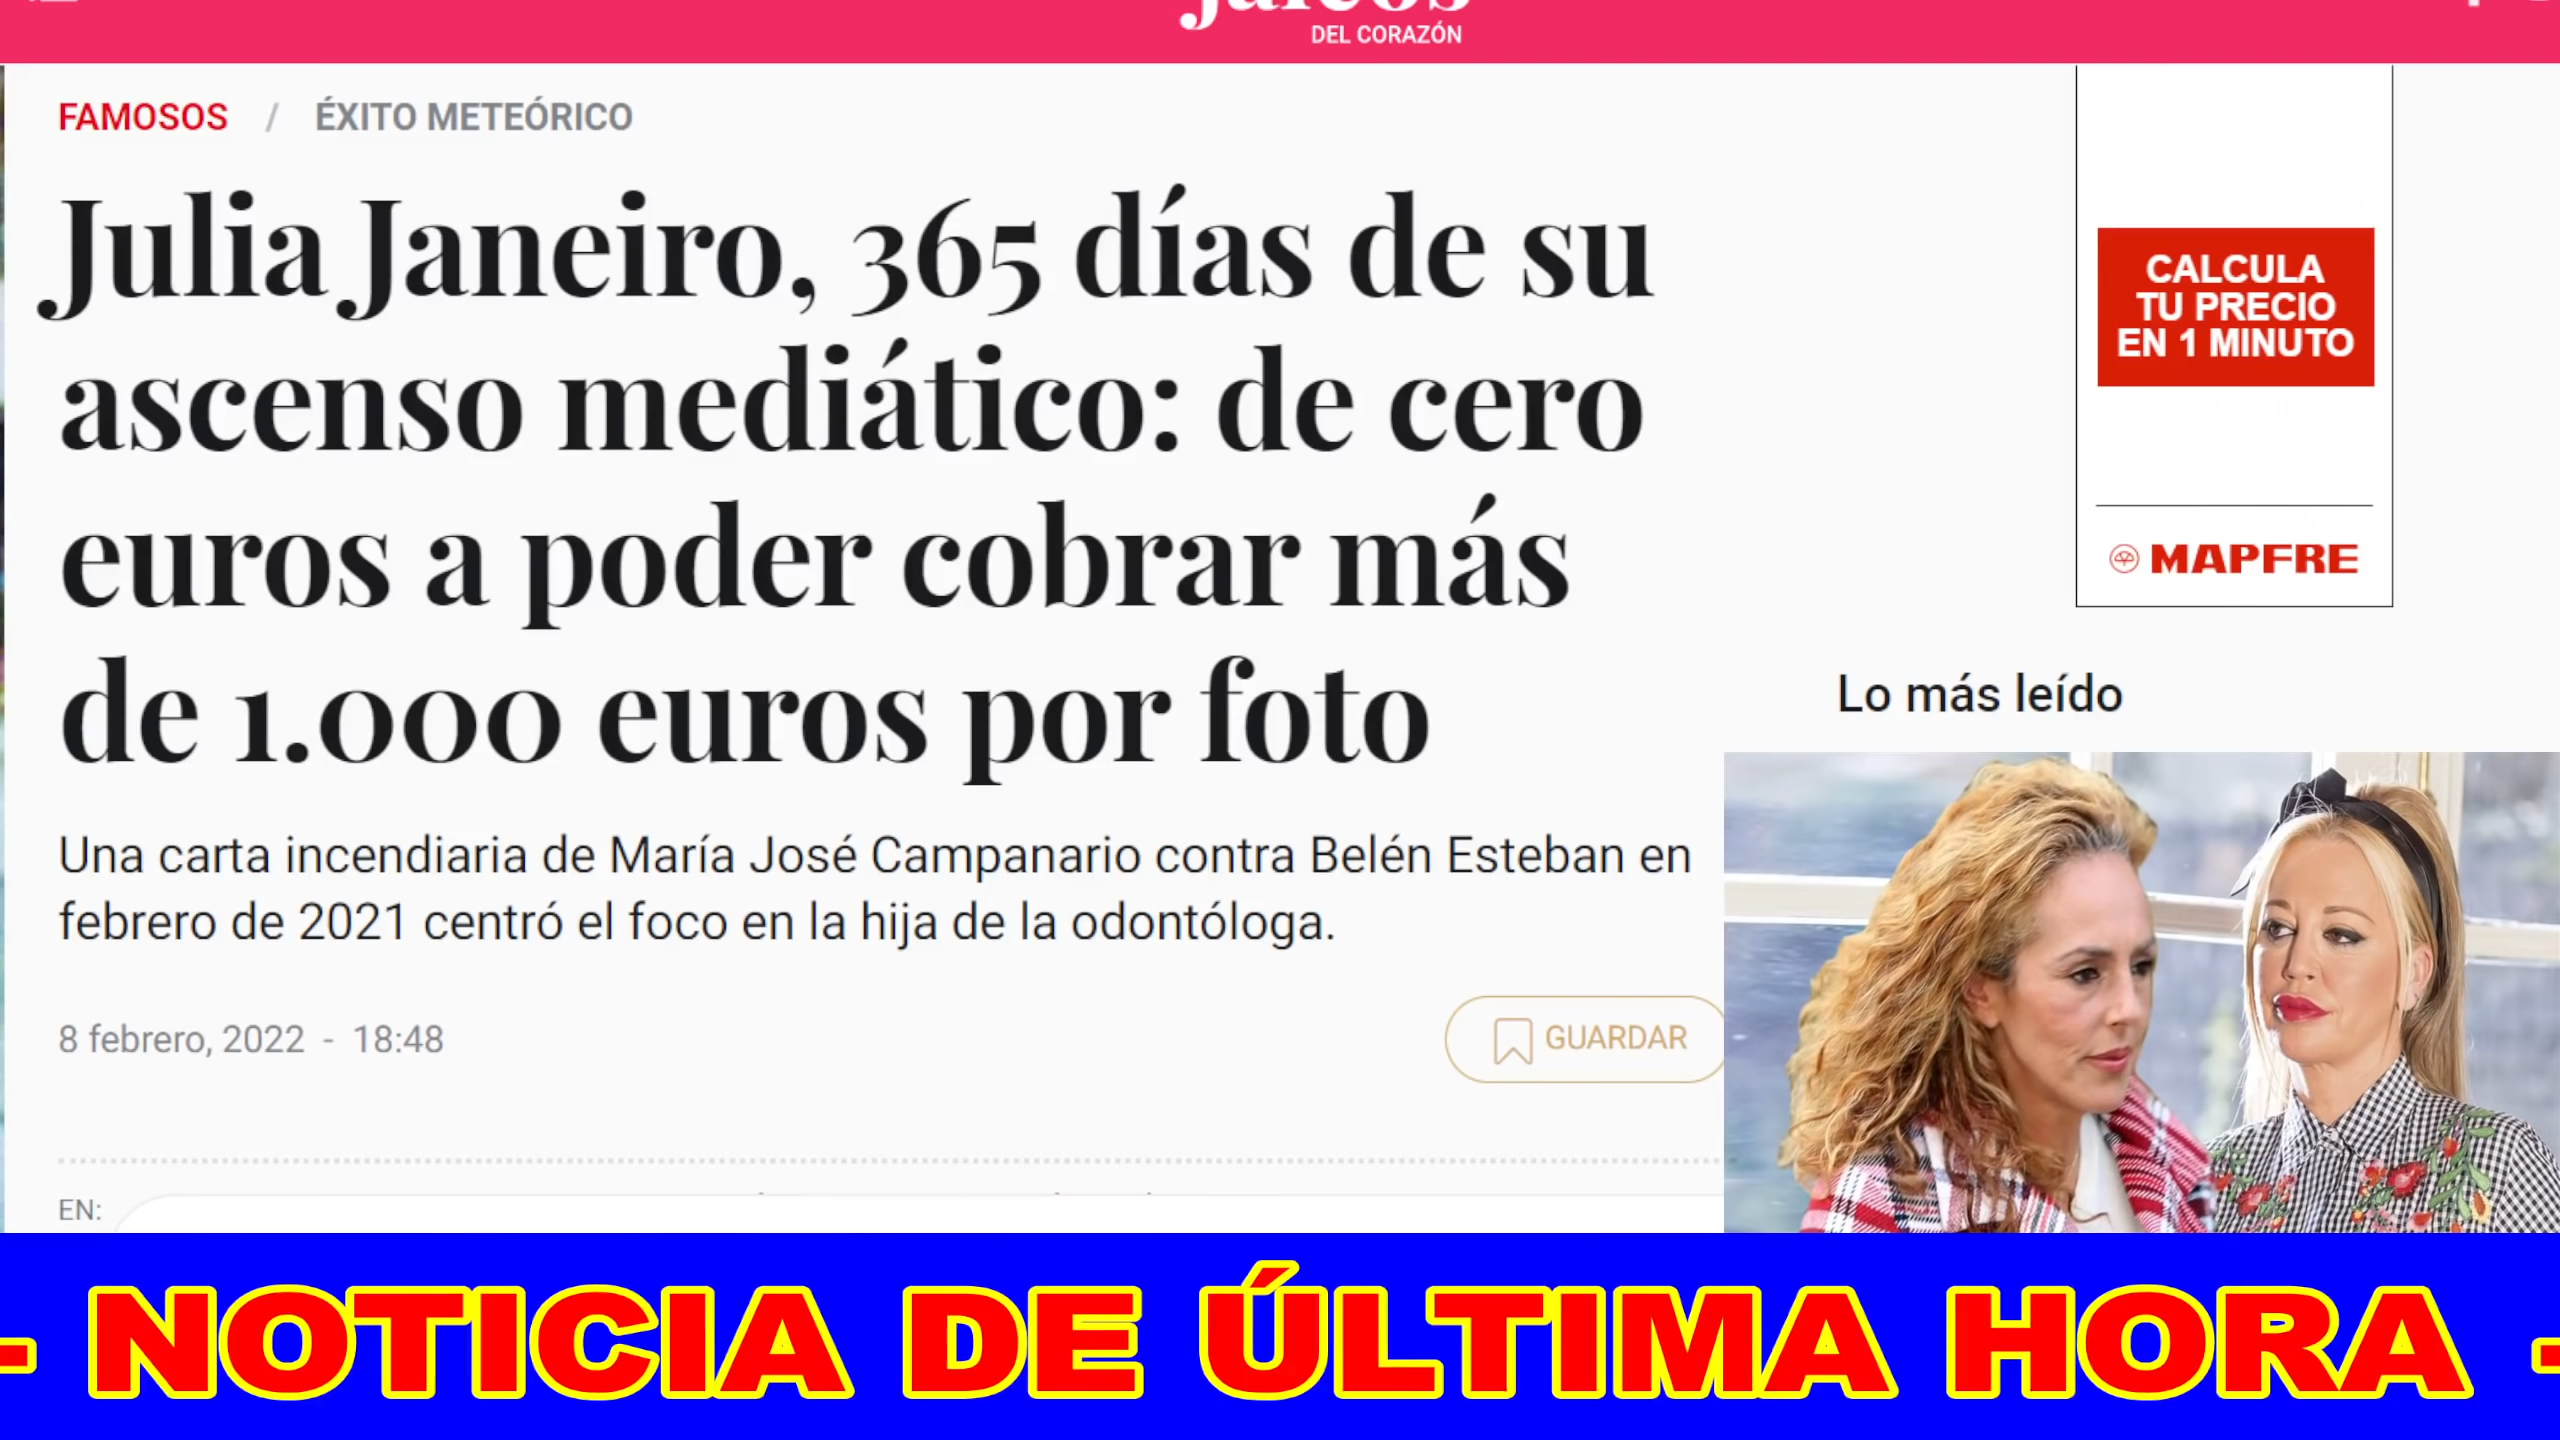 DEL CORAZÓN
FAMOSOS / ÉXITO METEÓRICO
Julia Janeiro, 365 días de su
ascenso mediático: de cero
euros a poder cobrar más
de 1.000 euros por foto
Una carta incendiaria de María José Campanario contra Belén Esteban en
febrero de 2021 centró el foco en la hija de la odontóloga.
8 febrero, 2022 - 18:48
GUARDAR
EN:
CALCULA
TU PRECIO
EN 1 MINUTO
MAPFRE
Lo más leído
- NOTICIA DE ÚLTIMA HORA -